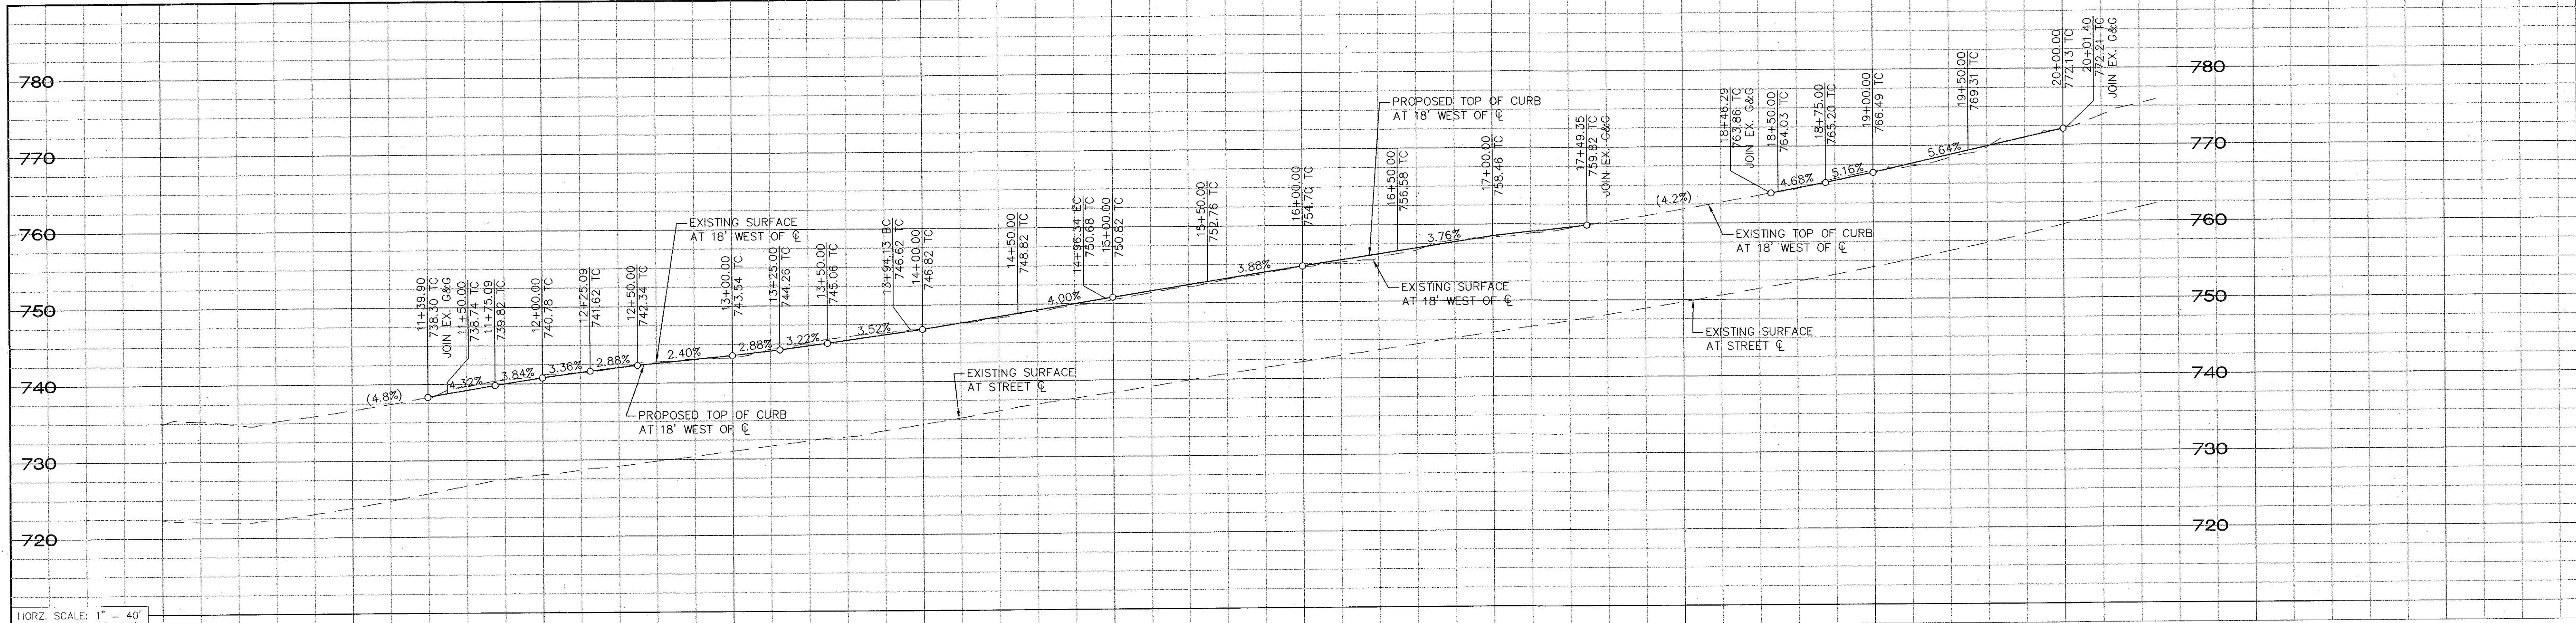 780
770
760
750
740
730
720
HORZ. SCALE: 1" = 40'
(4.8%)
11+39.90
738.30 TC
JOIN EX. G&G
11+50.00
738.74 TC
11+75.09
739.82 TC
12+00.00
740.78 TC
12+25.09
741.62 TC
12+50.00
742.34 TC
4.32%
3.84%
3.36%
2.88%
2.40%
EXISTING SURFACE
AT 18' WEST OF ℄
PROPOSED TOP OF CURB
AT 18' WEST OF ℄
13+00.00
743.54 TC
13+25.00
744.26 TC
13+50.00
745.06 TC
13+94.13 BC
746.62 TC
14+00.00
746.82 TC
2.88%
3.22%
3.52%
EXISTING SURFACE
AT STREET ℄
14+50.00
748.82 TC
14+96.34 EC
750.68 TC
15+00.00
750.82 TC
4.00%
15+50.00
752.76 TC
3.88%
16+00.00
754.70 TC
PROPOSED TOP OF CURB
AT 18' WEST OF ℄
16+50.00
756.58 TC
EXISTING SURFACE
AT 18' WEST OF ℄
3.76%
17+00.00
758.46 TC
17+49.35
759.82 TC
JOIN EX. G&G
(4.2%)
EXISTING TOP OF CURB
AT 18' WEST OF ℄
EXISTING SURFACE
AT STREET ℄
18+46.29
763.86 TC
JOIN EX. G&G
18+50.00
764.03 TC
18+75.00
765.20 TC
19+00.00
766.49 TC
4.68%
5.16%
5.64%
19+50.00
769.31 TC
20+00.00
772.13 TC
20+01.40
772.21 TC
JOIN EX. G&G
780
770
760
750
740
730
720